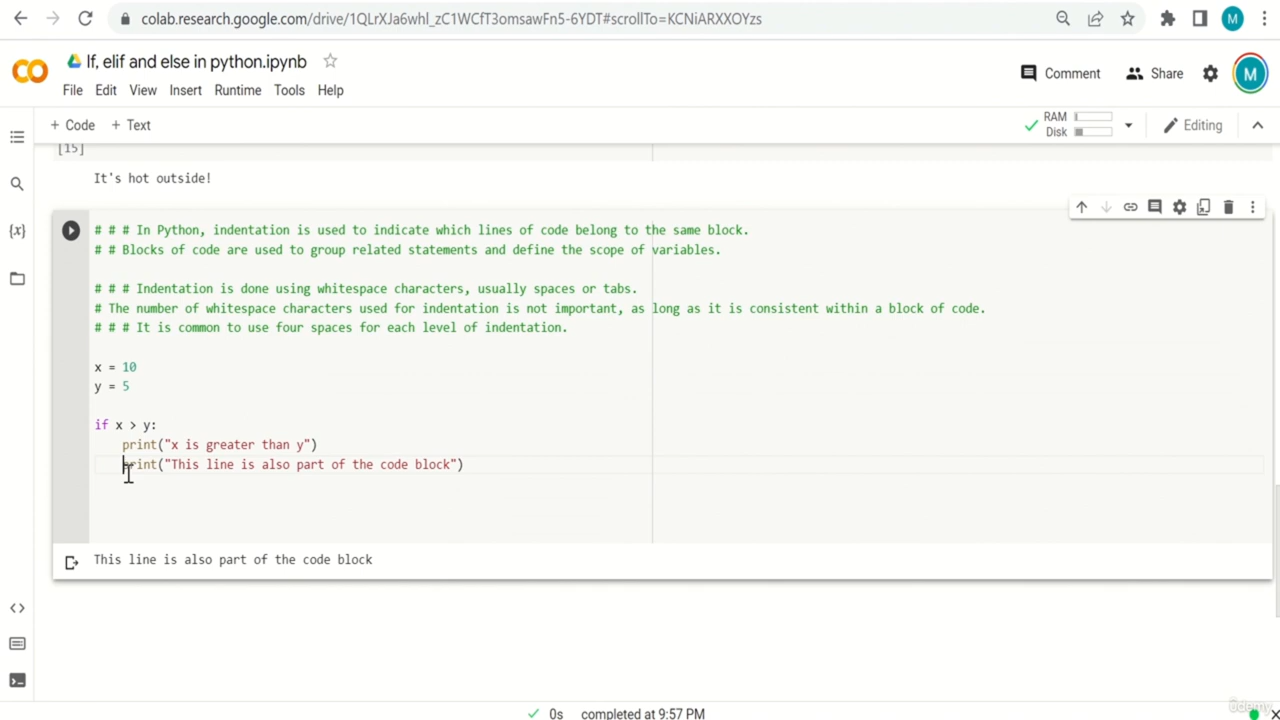 colab.research.google.com/drive/1QLrXJa6whl_zC1WCfT3omsawFn5-6YDT#scrollTo=KCNiARXXOYzs
M
If, elif and else in python.ipynb
File Edit View Insert Runtime Tools Help
Comment Share M
+ Code + Text
RAM
Disk
Editing
[15]
It's hot outside!
# # # In Python, indentation is used to indicate which lines of code belong to the same block.
# # Blocks of code are used to group related statements and define the scope of variables.
# # # Indentation is done using whitespace characters, usually spaces or tabs.
# The number of whitespace characters used for indentation is not important, as long as it is consistent within a block of code.
# # # It is common to use four spaces for each level of indentation.
x = 10
y = 5
if x > y:
    print("x is greater than y")
    print("This line is also part of the code block")
This line is also part of the code block
0s completed at 9:57 PM
Udemy